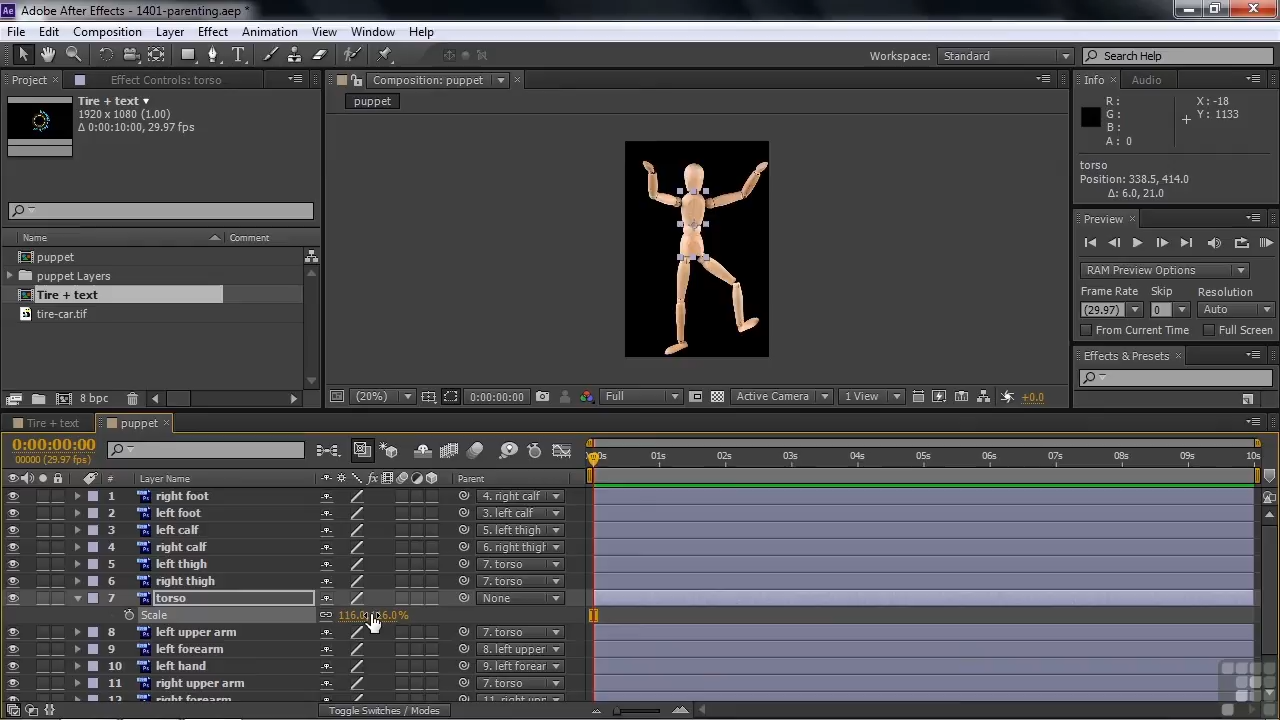 Adobe After Effects - 1401-parenting.aep *
File Edit Composition Layer Effect Animation View Window Help
Workspace: Standard Search Help
Project Effect Controls: torso
Composition: puppet
Info Audio
puppet
Tire + text
1920 x 1080 (1.00)
Δ 0:00:10:00, 29.97 fps
R :
G :
B :
A : 0
X : -18
Y : 1133
torso
Position: 338.5, 414.0
Δ: 6.0, 21.0
Preview
RAM Preview Options
Frame Rate Skip Resolution
(29.97) 0 Auto
From Current Time Full Screen
Effects & Presets
Name Comment
puppet
puppet Layers
Tire + text
tire-car.tif
8 bpc
(20%) 0:00:00:00 Full Active Camera 1 View +0.0
Tire + text puppet
0:00:00:00
00000 (29.97 fps)
01s 02s 03s 04s 05s 06s 07s 08s 09s 10s
# Layer Name fx Parent
1 right foot 4. right calf
2 left foot 3. left calf
3 left calf 5. left thigh
4 right calf 6. right thigh
5 left thigh 7. torso
6 right thigh 7. torso
7 torso None
Scale
8 left upper arm 7. torso
9 left forearm 8. left upper
10 left hand 9. left forear
11 right upper arm 7. torso
12 right forearm 11. right upp
Toggle Switches / Modes